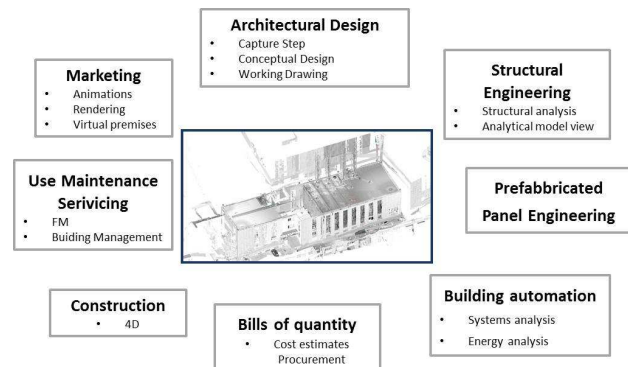 Architectural Design
• Capture Step
• Conceptual Design
• Working Drawing
Marketing
• Animations
• Rendering
• Virtual premises
Structural
Engineering
• Structural analysis
• Analytical model view
Use Maintenance
Serivicing
• FM
• Buiding Management
Prefabbricated
Panel Engineering
Construction
• 4D
Bills of quantity
• Cost estimates
Procurement
Building automation
• Systems analysis
• Energy analysis